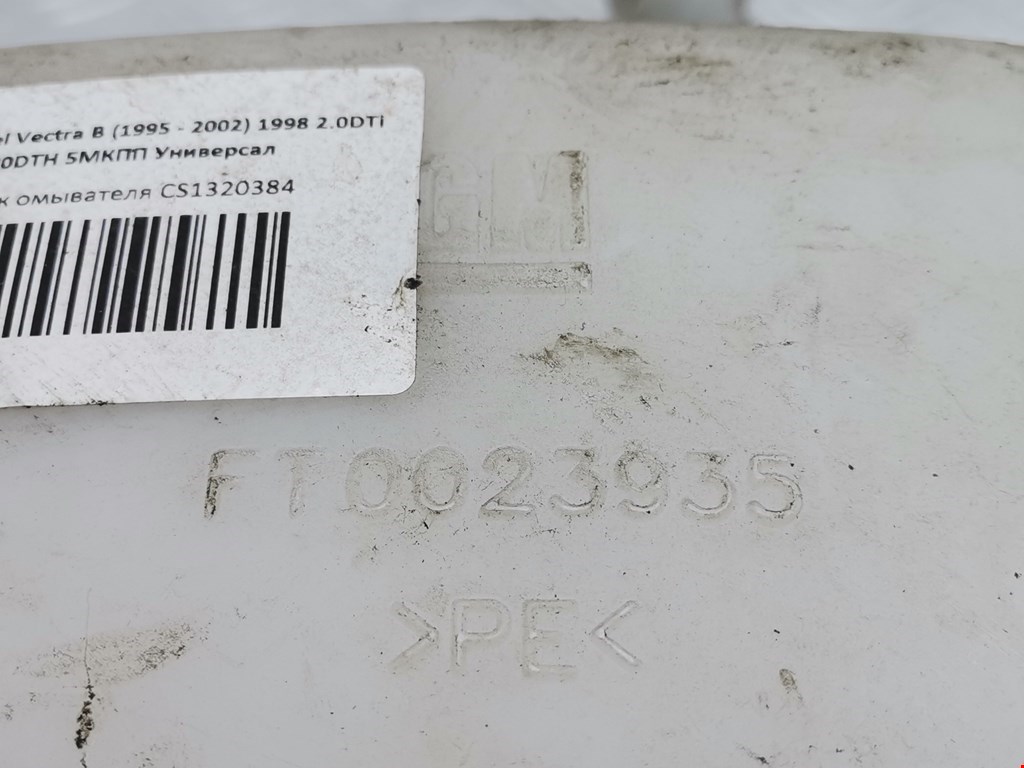 Vectra B (1995 - 2002) 1998 2.0DTi
0DTH 5МКПП Универсал
омывателя CS1320384
GM
FT0023935
>PE<